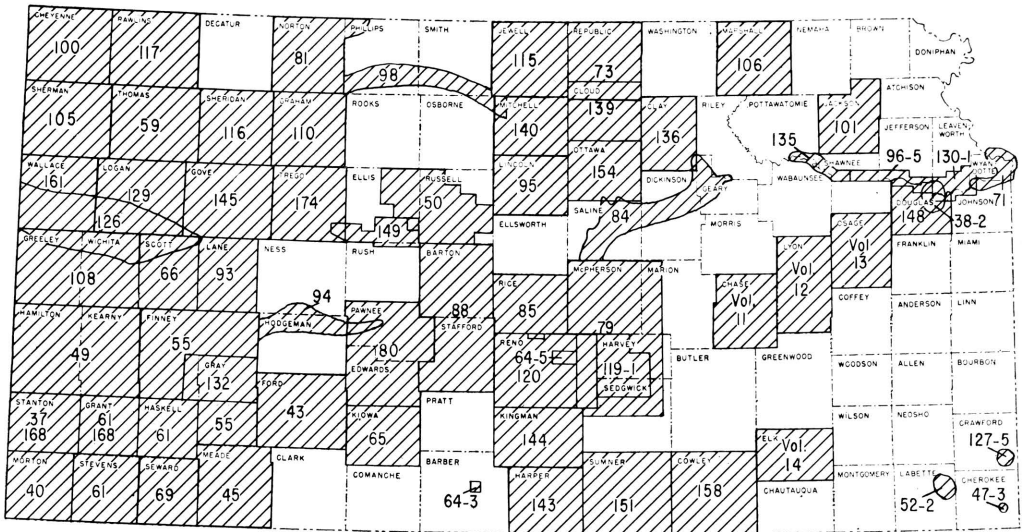 CHEYENNE
100
RAWLINS
117
DECATUR
NORTON
81
PHILLIPS
SMITH
98
JEWELL
115
REPUBLIC
73
WASHINGTON
MARSHALL
106
NEMAHA
BROWN
DONIPHAN
SHERMAN
105
THOMAS
59
SHERIDAN
116
GRAHAM
110
ROOKS
OSBORNE
MITCHELL
140
CLOUD
139
CLAY
136
RILEY
POTTAWATOMIE
135
JACKSON
101
ATCHISON
JEFFERSON
96-5
LEAVEN
WORTH
130-1
WYAN
DOTTE
71
WALLACE
161
LOGAN
129
126
GOVE
145
TREGO
174
ELLIS
149
RUSSELL
50
LINCOLN
95
OTTAWA
154
DICKINSON
GEARY
84
SALINE
ELLSWORTH
WABAUNSEE
SHAWNEE
DOUGLAS
148
JOHNSON
38-2
MORRIS
OSAGE
Vol.
13
LYON
Vol.
12
FRANKLIN
MIAMI
GREELEY
WICHITA
108
SCOTT
66
LANE
93
NESS
RUSH
BARTON
88
RICE
85
McPHERSON
79
MARION
CHASE
Vol.
11
COFFEY
ANDERSON
LINN
HAMILTON
KEARNY
49
FINNEY
55
HODGEMAN
94
PAWNEE
80
STAFFORD
EDWARDS
RENO
64-5
120
HARVEY
119-1
SEDGWICK
BUTLER
GREENWOOD
WOODSON
ALLEN
BOURBON
GRAY
132
55
FORD
43
KIOWA
65
PRATT
KINGMAN
144
WILSON
NEOSHO
CRAWFORD
127-5
STANTON
37
168
GRANT
61
168
HASKELL
61
ELK
Vol.
14
MORTON
40
STEVENS
61
SEWARD
69
MEADE
45
CLARK
COMANCHE
BARBER
64-3
HARPER
143
SUMNER
151
COWLEY
158
CHAUTAUQUA
MONTGOMERY
LABETTE
52-2
CHEROKEE
47-3